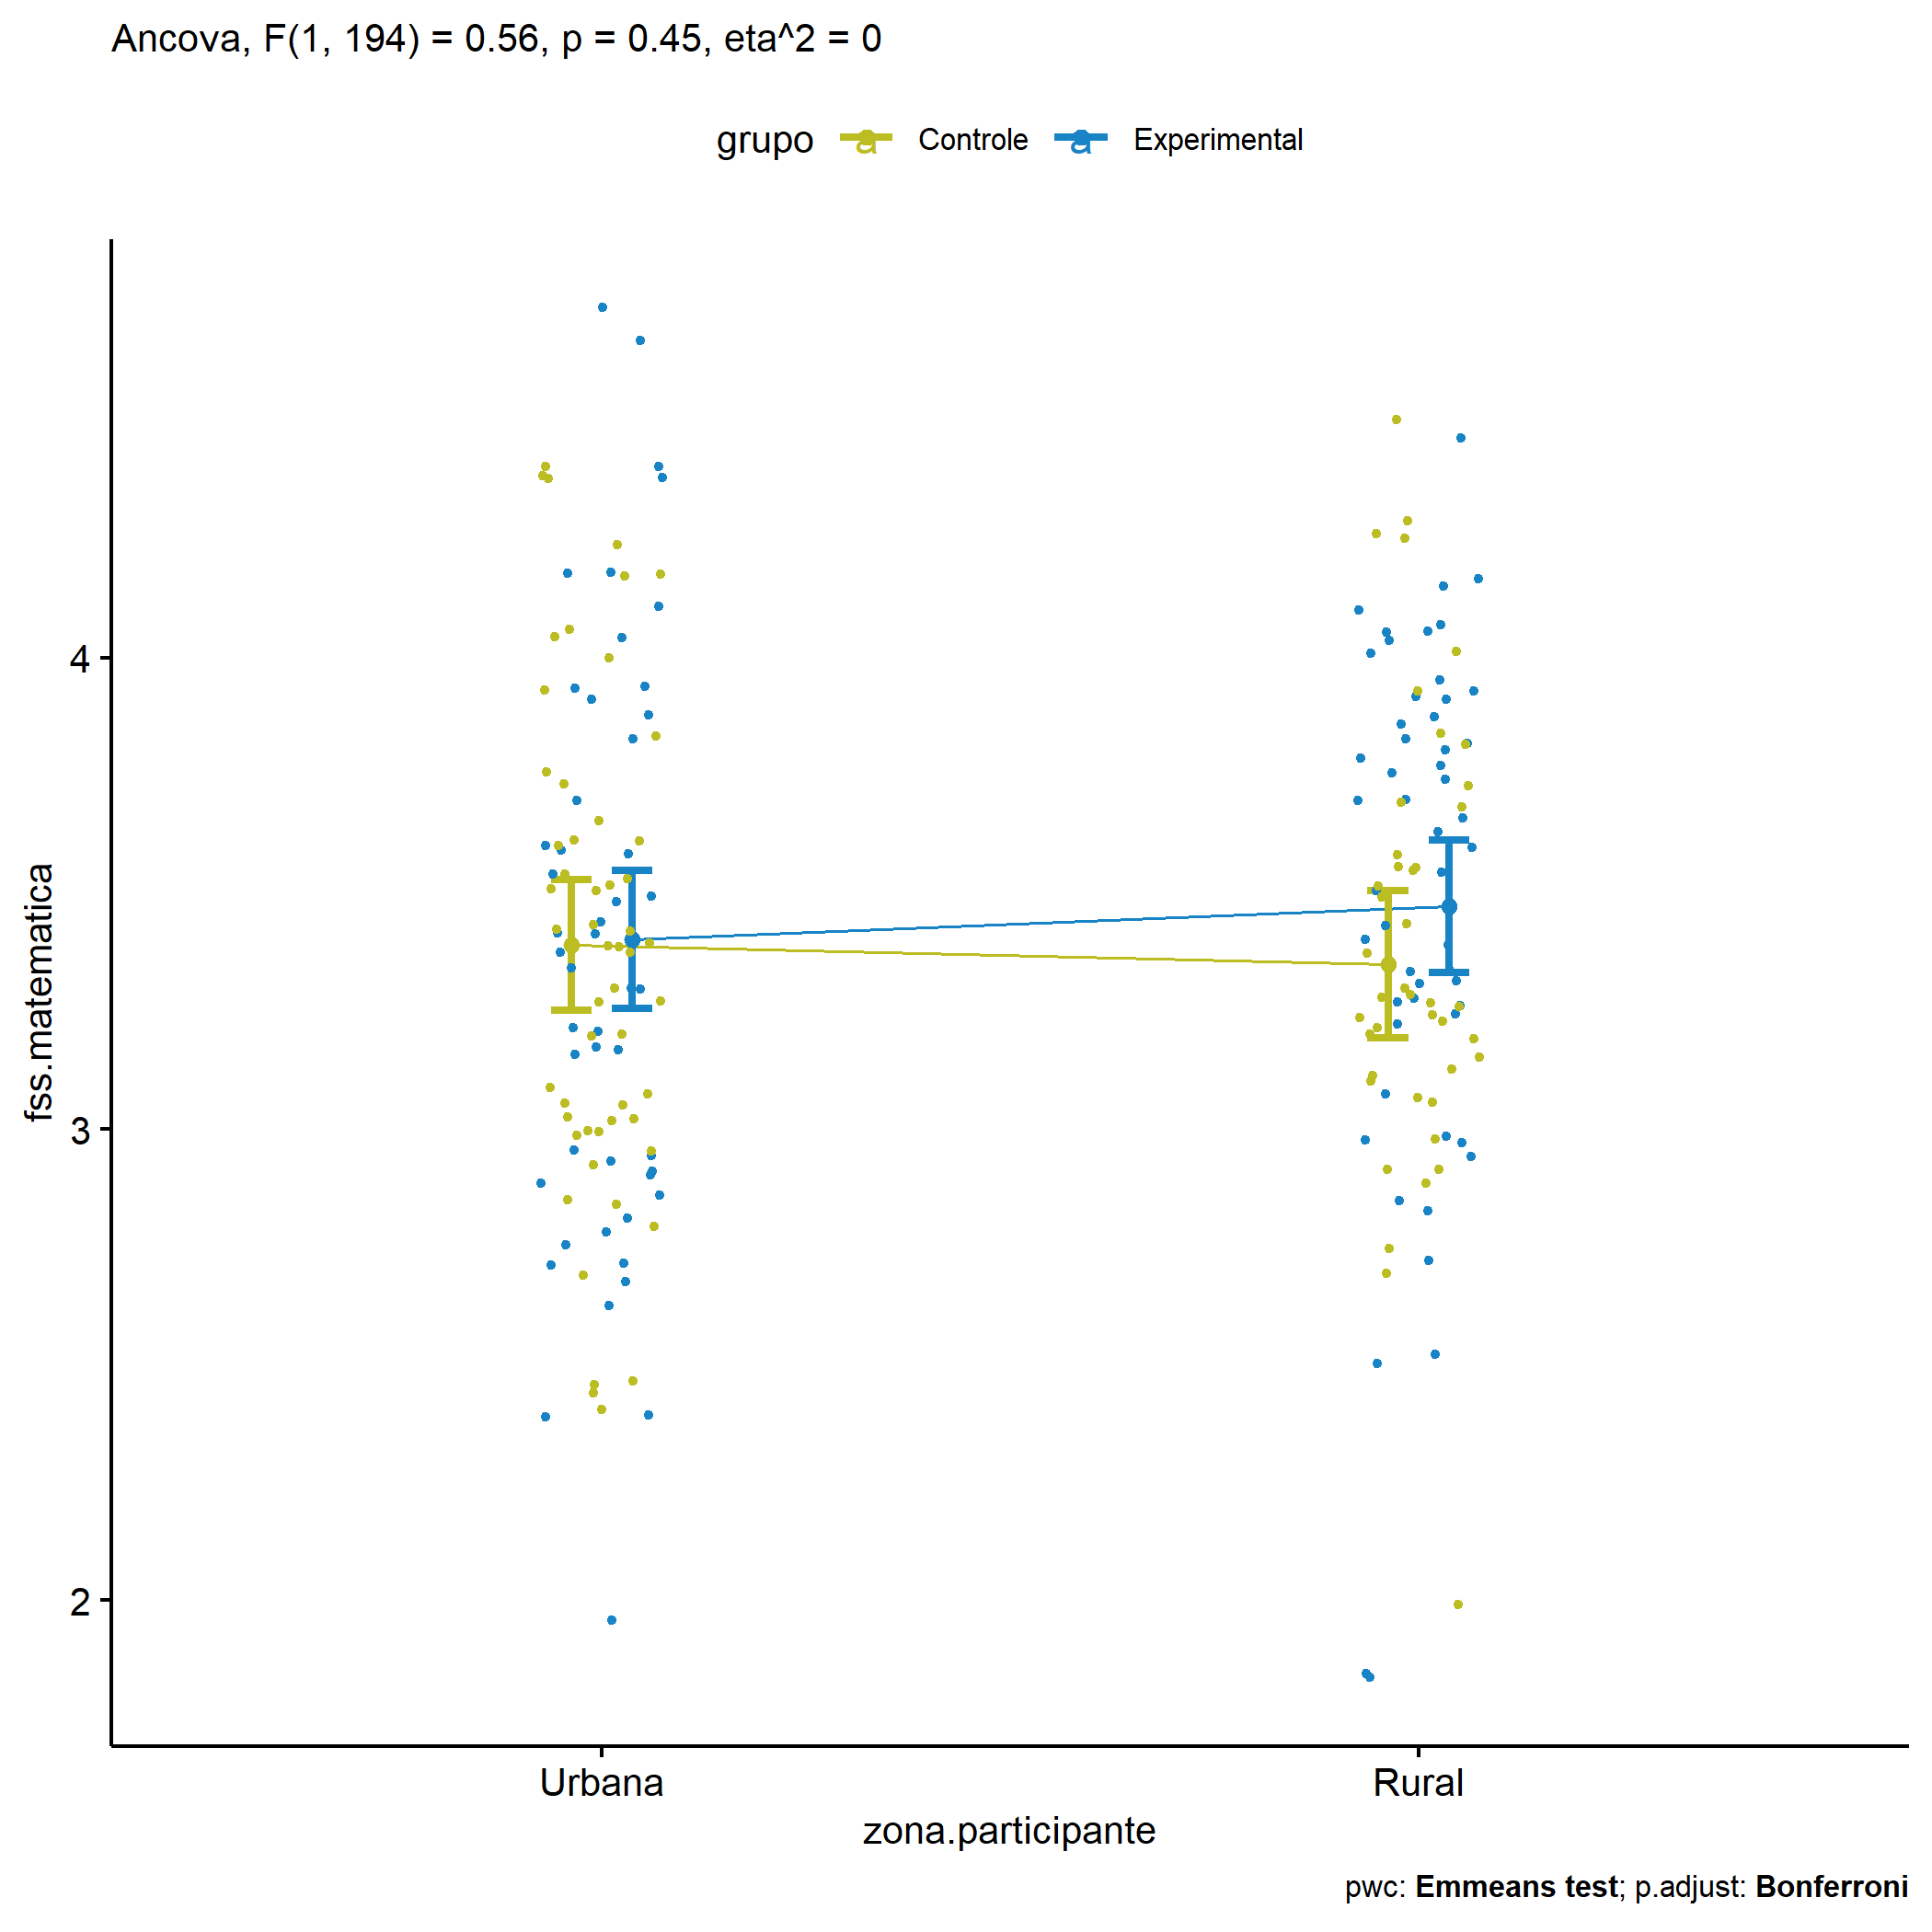 Ancova, F(1, 194) = 0.56, p = 0.45, eta^2 = 0
grupo a Controle a Experimental
fss.matematica
4
3
2
Urbana Rural
zona.participante
pwc: Emmeans test; p.adjust: Bonferroni